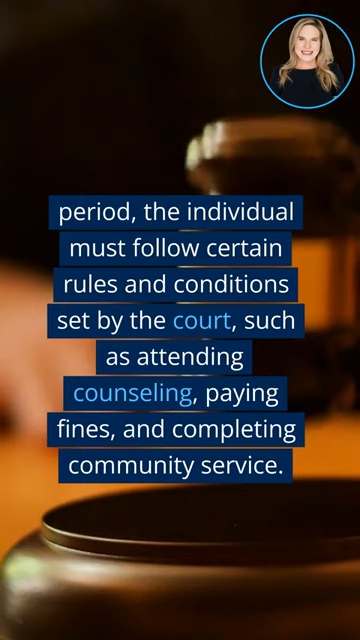 period, the individual
must follow certain
rules and conditions
set by the court, such
as attending
counseling, paying
fines, and completing
community service.